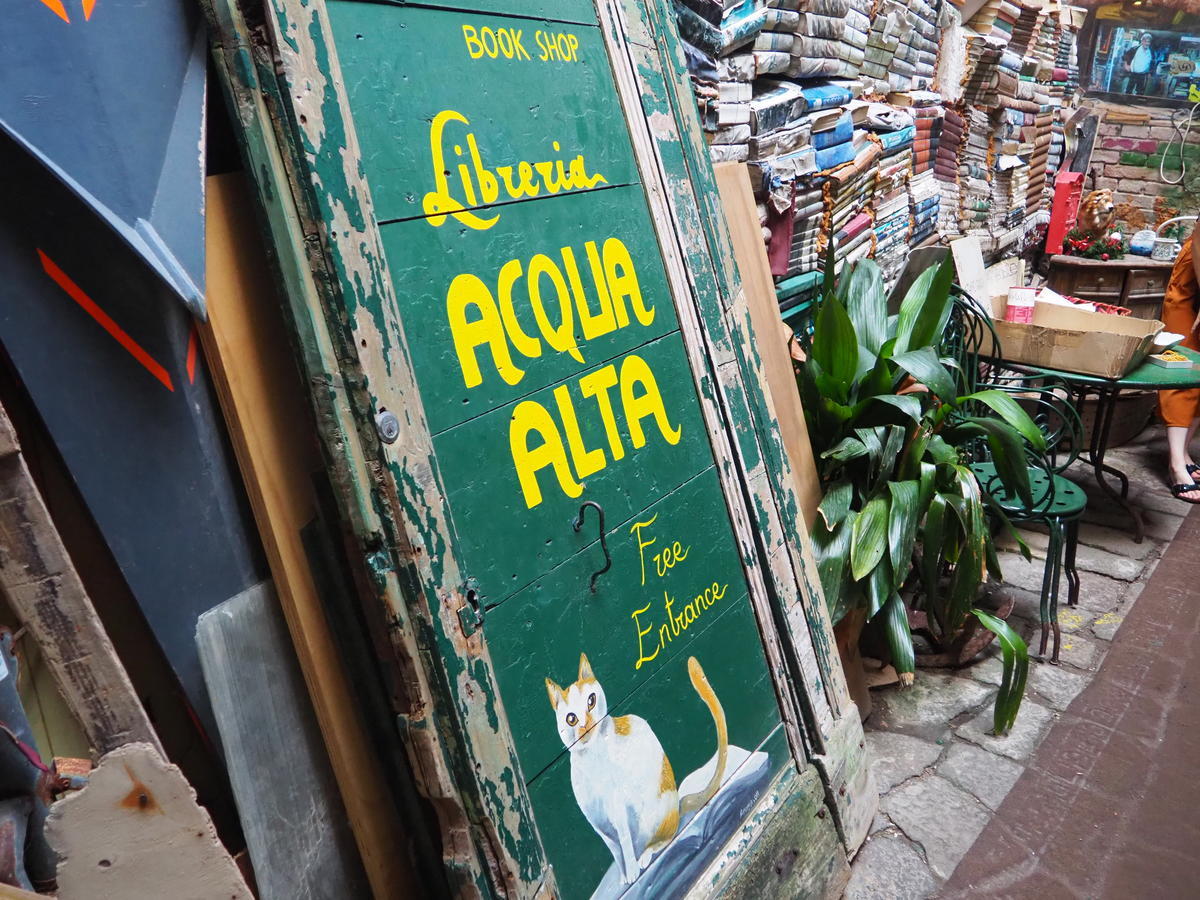 BOOK SHOP
Libreria
ACQUA
ALTA
Free
Entrance